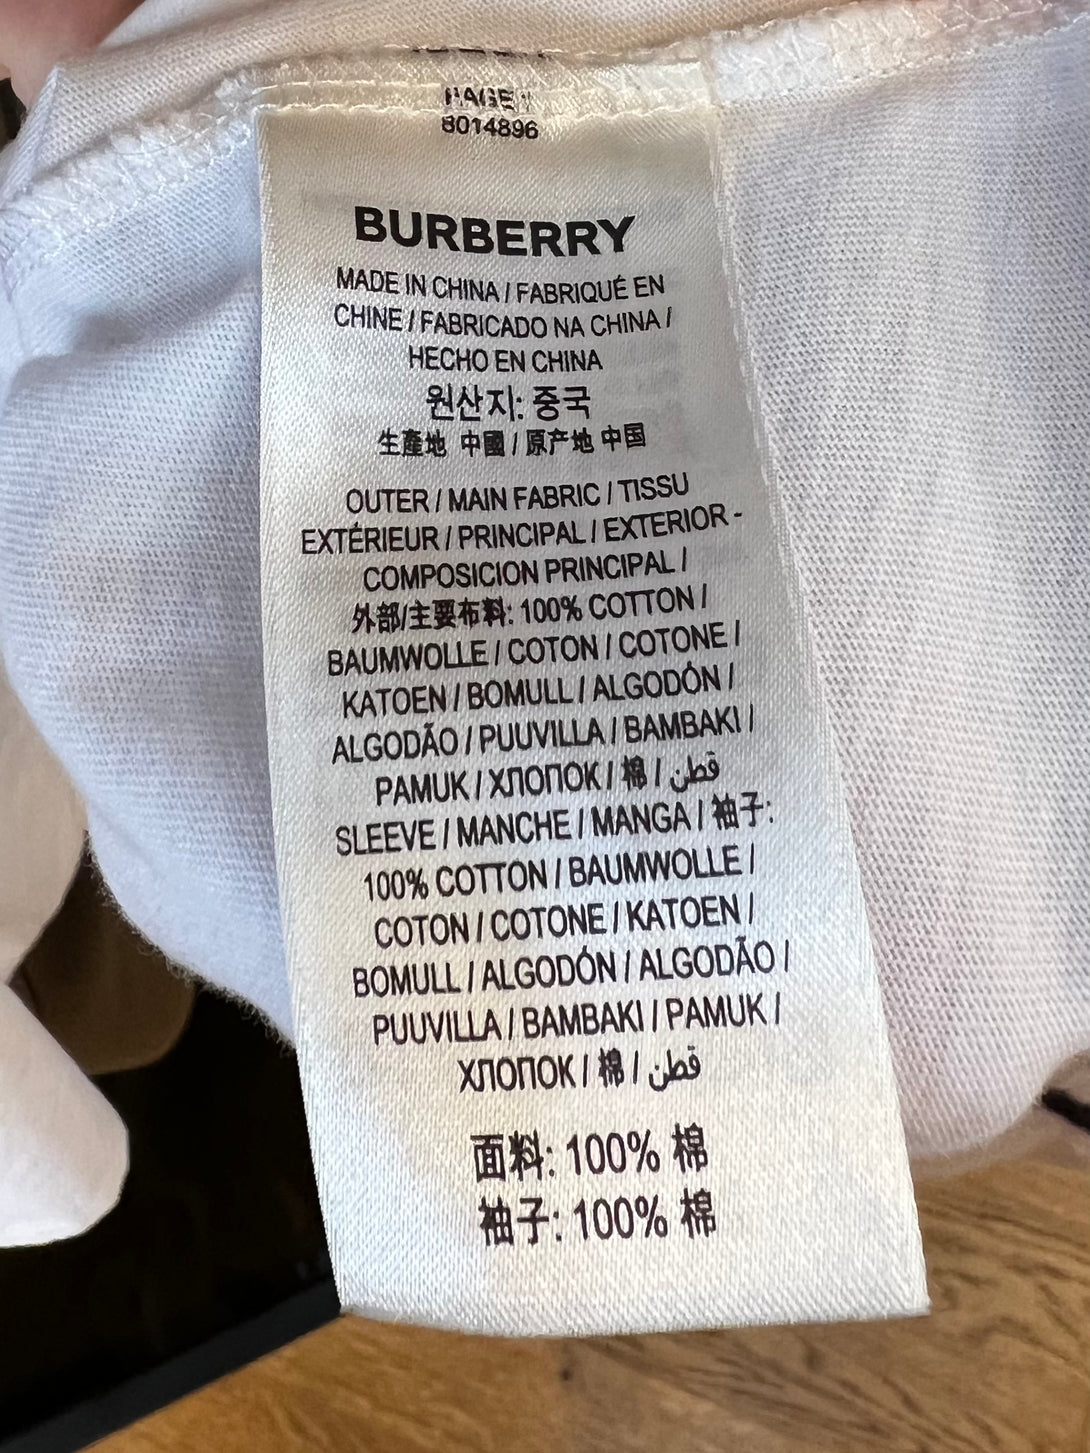 PAGE 1
8014896
BURBERRY
MADE IN CHINA / FABRIQUÉ EN
CHINE / FABRICADO NA CHINA /
HECHO EN CHINA
원산지: 중국
生產地 中國 / 原产地 中国
OUTER / MAIN FABRIC / TISSU
EXTÉRIEUR / PRINCIPAL / EXTERIOR -
COMPOSICION PRINCIPAL /
外部/主要布料: 100% COTTON /
BAUMWOLLE / COTON / COTONE /
KATOEN / BOMULL / ALGODÓN /
ALGODÃO / PUUVILLA / BAMBAKI /
PAMUK / ХЛОПОК / 棉 / قطن
SLEEVE / MANCHE / MANGA / 袖子:
100% COTTON / BAUMWOLLE /
COTON / COTONE / KATOEN /
BOMULL / ALGODÓN / ALGODÃO /
PUUVILLA / BAMBAKI / PAMUK /
ХЛОПОК / 棉 / قطن
面料: 100% 棉
袖子: 100% 棉